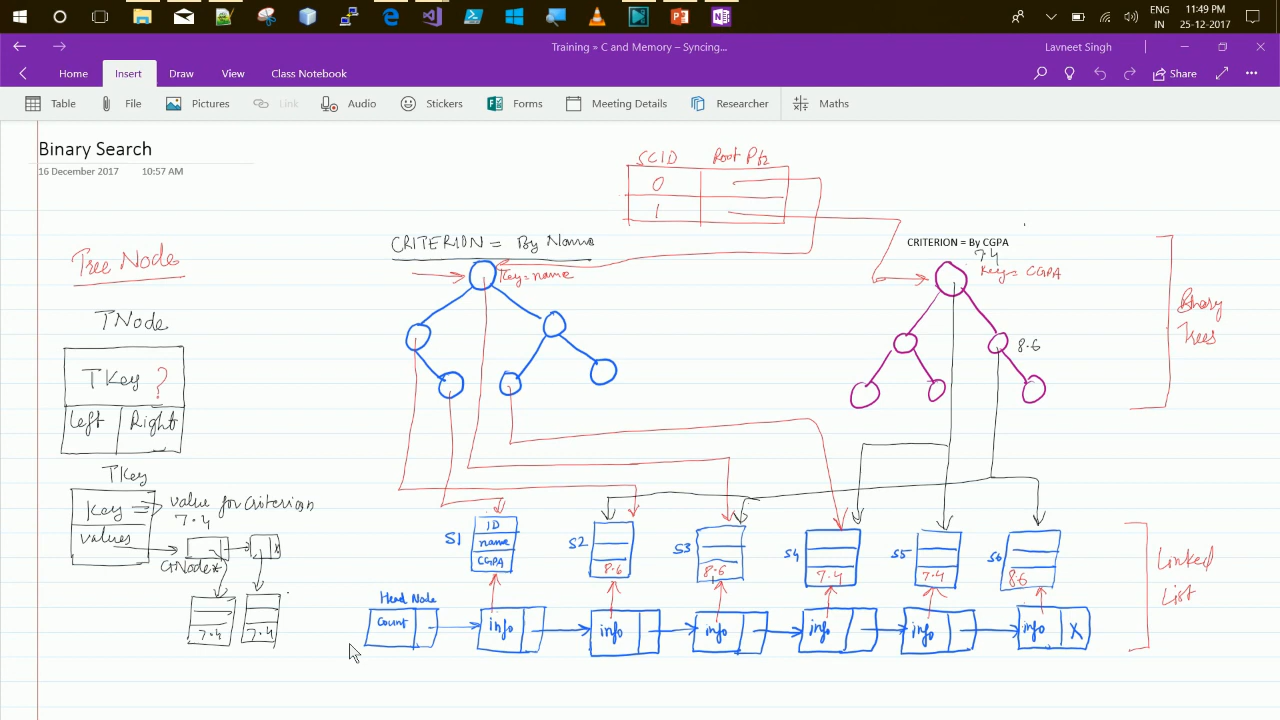 ENG
IN
11:49 PM
25-12-2017
Training » C and Memory – Syncing...
Lavneet Singh
Home Insert Draw View Class Notebook
Share
Table File Pictures Link Audio Stickers Forms Meeting Details Researcher Maths
Binary Search
16 December 2017 10:57 AM
SCID Root Ptr
0
1
Tree Node
CRITERION = By Name
Key=name
CRITERION = By CGPA
7.4
Key= CGPA
8.6
Binary
Trees
TNode
TKey ?
Left Right
TKey
Key => value for Criterion
7.4
values
GNode*
7.4 7.4
S1 ID
name
CGPA
S2 8.6
S3 8.6
S4 7.4
S5 7.4
S6 8.6
Linked
List
Head Node
Count
info info info info info info X